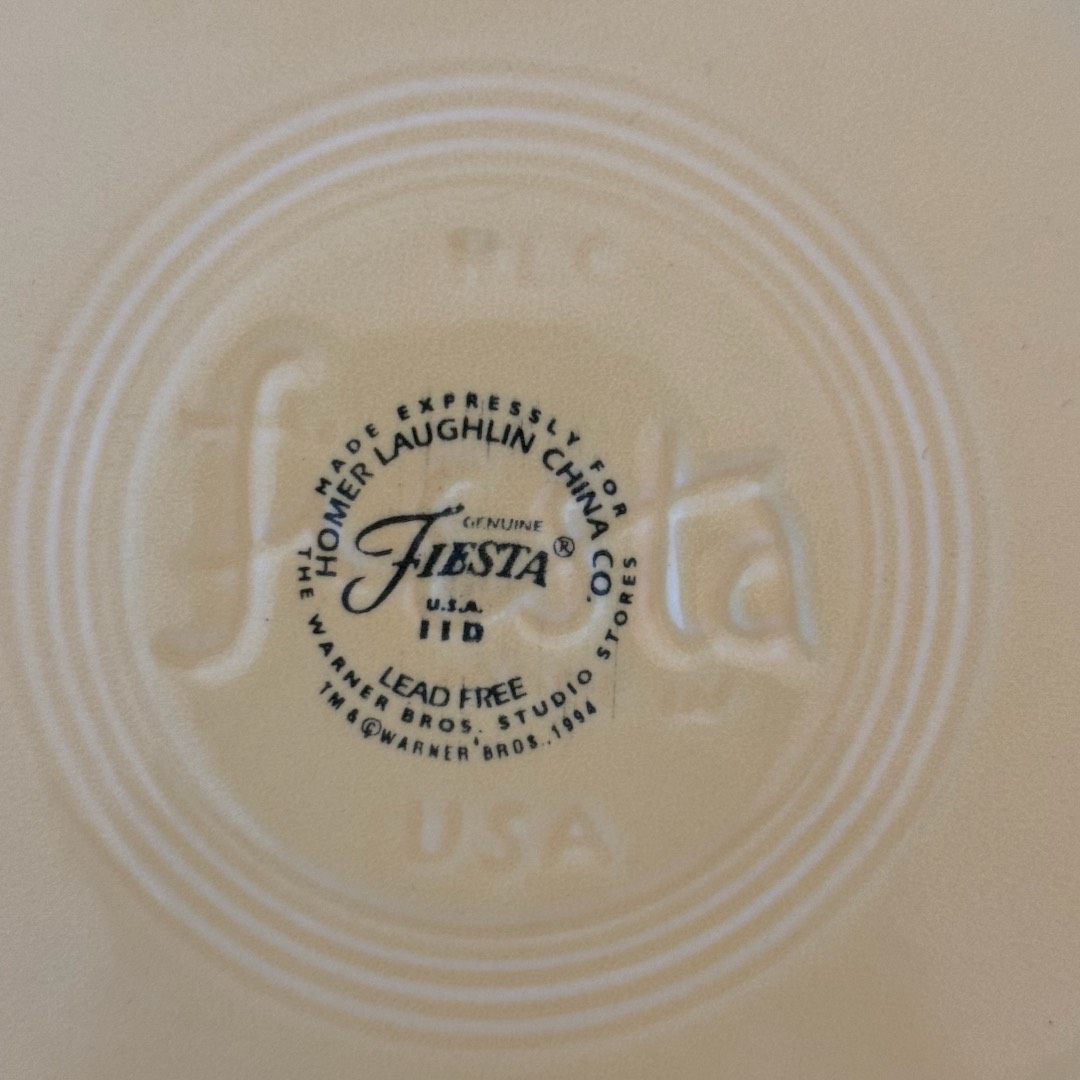 HLC
fiesta
MADE EXPRESSLY FOR
HOMER LAUGHLIN CHINA CO.
GENUINE
FIESTA®
U.S.A.
IID
LEAD FREE
THE WARNER BROS. STUDIO STORES
TM & © WARNER BROS., 1994
USA